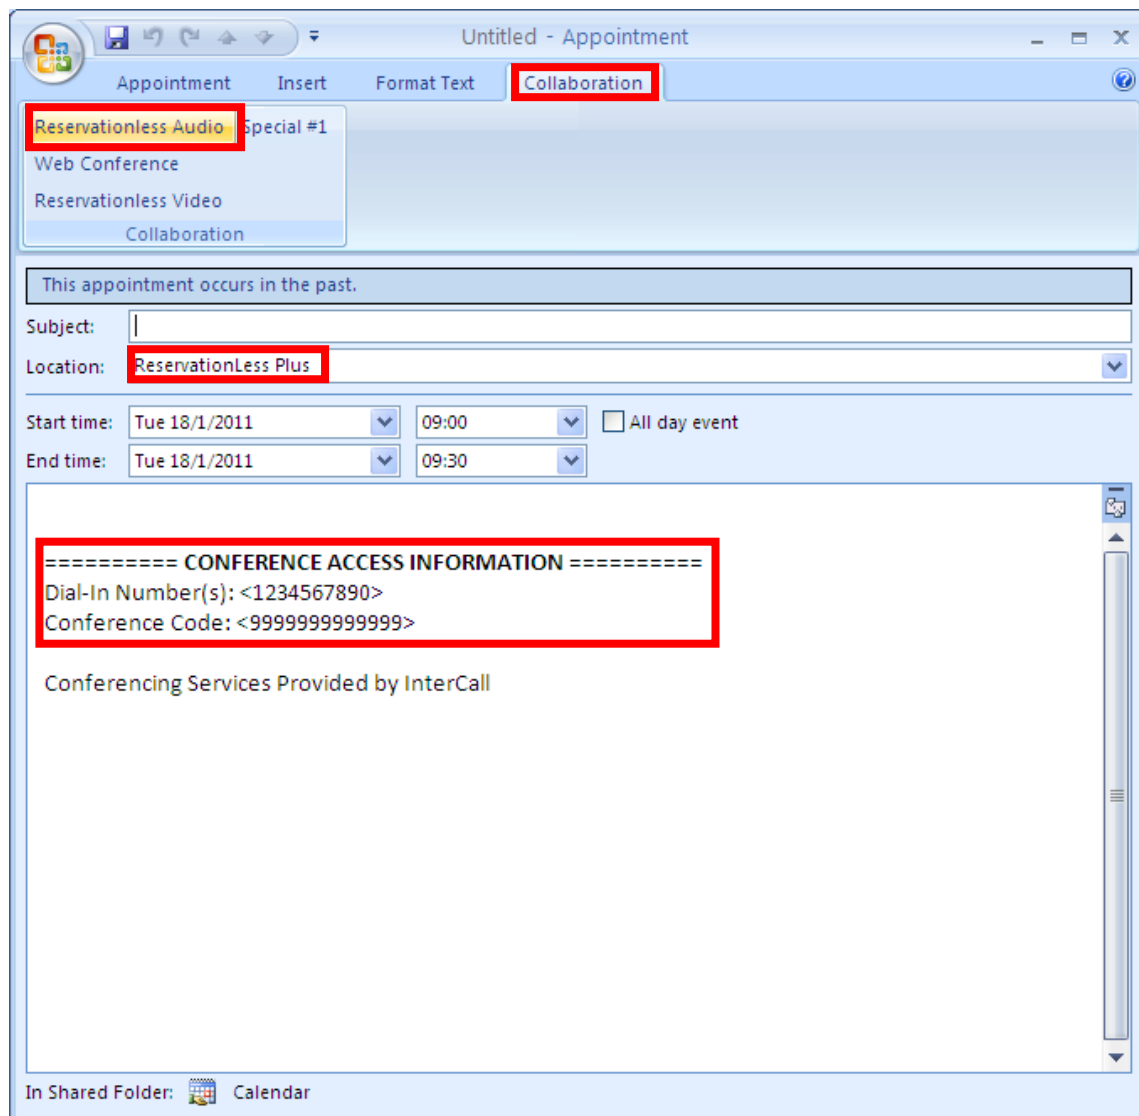 Untitled - Appointment
Appointment Insert Format Text Collaboration
Reservationless Audio Special #1
Web Conference
Reservationless Video
Collaboration
This appointment occurs in the past.
Subject:
Location: ReservationLess Plus
Start time: Tue 18/1/2011 09:00 All day event
End time: Tue 18/1/2011 09:30
========== CONFERENCE ACCESS INFORMATION ==========
Dial-In Number(s): <1234567890>
Conference Code: <9999999999999>
Conferencing Services Provided by InterCall
In Shared Folder: Calendar